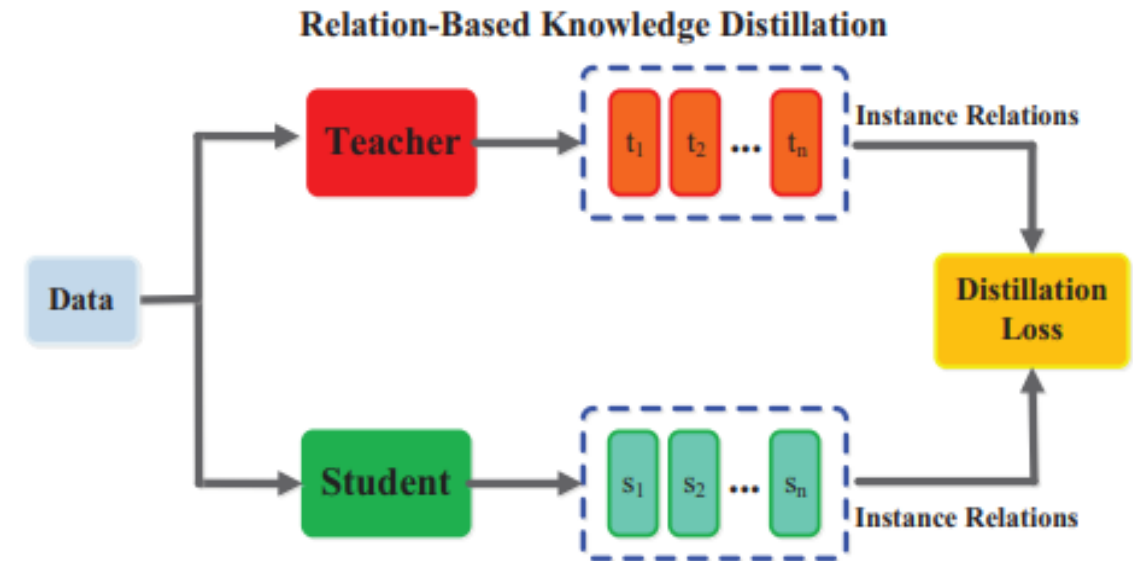 Relation-Based Knowledge Distillation
Teacher
t₁ t₂ ... tₙ
Instance Relations
Data
Distillation
Loss
Student
s₁ s₂ ... sₙ
Instance Relations